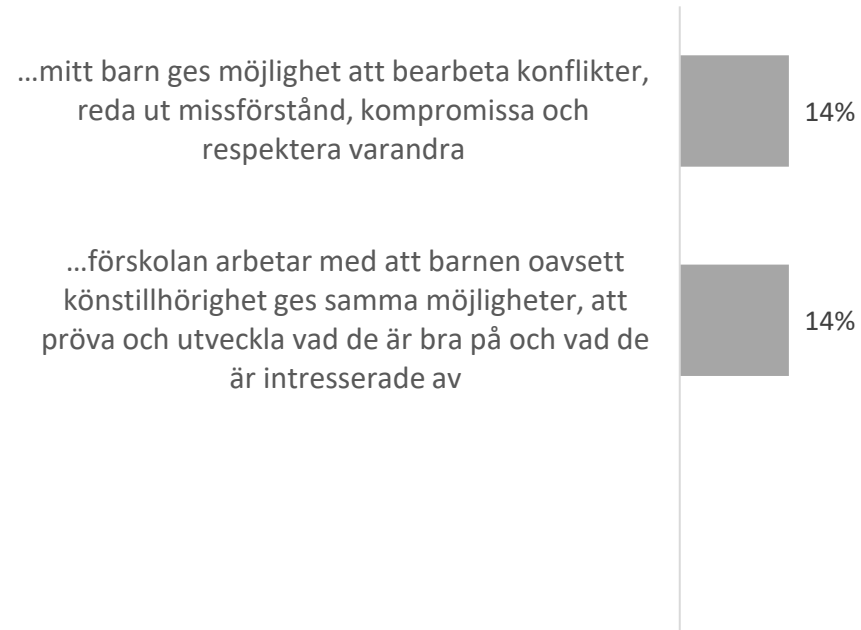 …mitt barn ges möjlighet att bearbeta konflikter,
reda ut missförstånd, kompromissa och
respektera varandra
14%
…förskolan arbetar med att barnen oavsett
könstillhörighet ges samma möjligheter, att
pröva och utveckla vad de är bra på och vad de
är intresserade av
14%